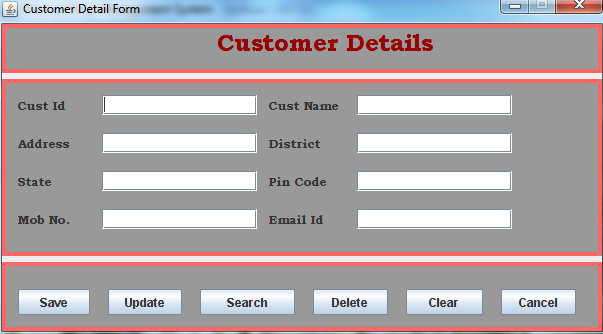 Customer Detail Form
Customer Details
Cust Id Cust Name
Address District
State Pin Code
Mob No. Email Id
Save Update Search Delete Clear Cancel